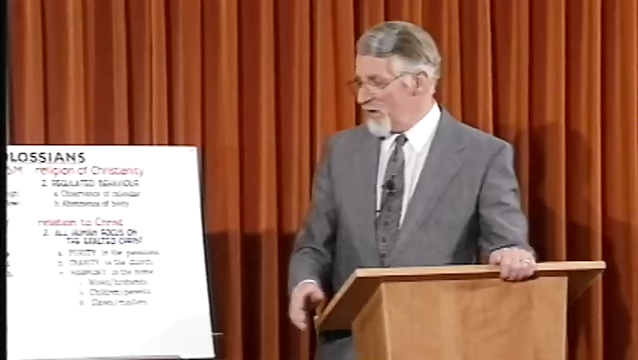 OLOSSIANS
SM religion of Christianity
2. REGULATED BEHAVIOUR
a. Observance of calendar
b. Abstinence of body
relation to Christ
2. ALL HUMAN FOCUS ON
THE EXALTED CHRIST
a. PURITY in the
b. CHARITY in the church
c. HARMONY in the home
Wives/husbands
Children/parents
Slaves/masters